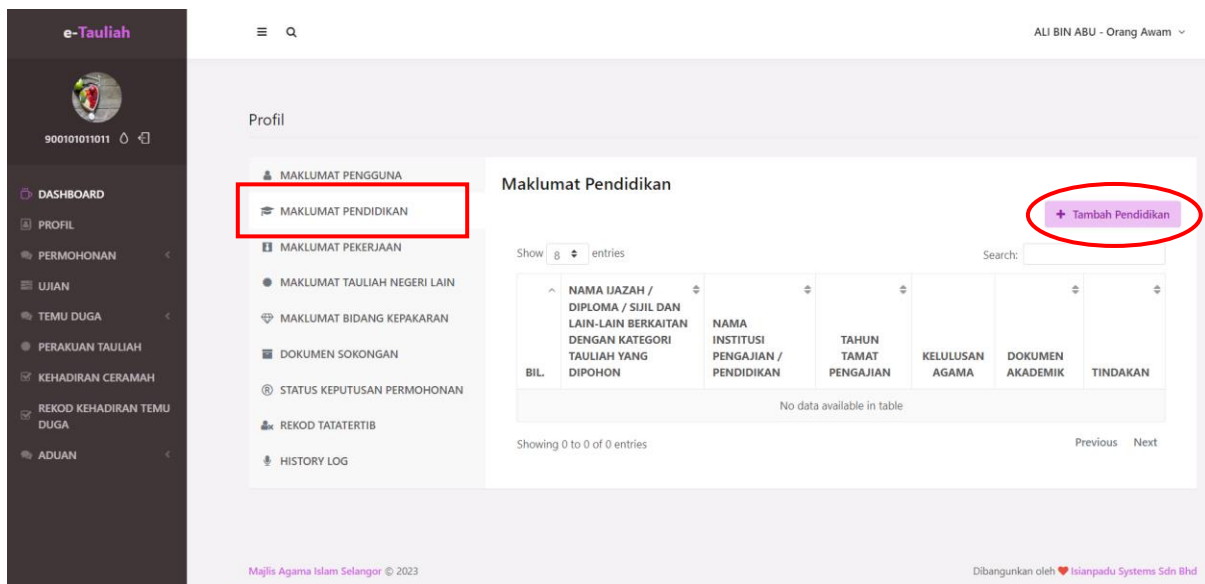 e-Tauliah
ALI BIN ABU - Orang Awam
900101011011
DASHBOARD
PROFIL
PERMOHONAN
UJIAN
TEMU DUGA
PERAKUAN TAULIAH
KEHADIRAN CERAMAH
REKOD KEHADIRAN TEMU
DUGA
ADUAN
Profil
MAKLUMAT PENGGUNA
MAKLUMAT PENDIDIKAN
MAKLUMAT PEKERJAAN
MAKLUMAT TAULIAH NEGERI LAIN
MAKLUMAT BIDANG KEPAKARAN
DOKUMEN SOKONGAN
STATUS KEPUTUSAN PERMOHONAN
REKOD TATATERTIB
HISTORY LOG
Maklumat Pendidikan
+ Tambah Pendidikan
Show 8 entries
Search:
BIL.
NAMA IJAZAH /
DIPLOMA / SIJIL DAN
LAIN-LAIN BERKAITAN
DENGAN KATEGORI
TAULIAH YANG
DIPOHON
NAMA
INSTITUSI
PENGAJIAN /
PENDIDIKAN
TAHUN
TAMAT
PENGAJIAN
KELULUSAN
AGAMA
DOKUMEN
AKADEMIK
TINDAKAN
No data available in table
Showing 0 to 0 of 0 entries
Previous Next
Majlis Agama Islam Selangor © 2023
Dibangunkan oleh ❤ Isianpadu Systems Sdn Bhd